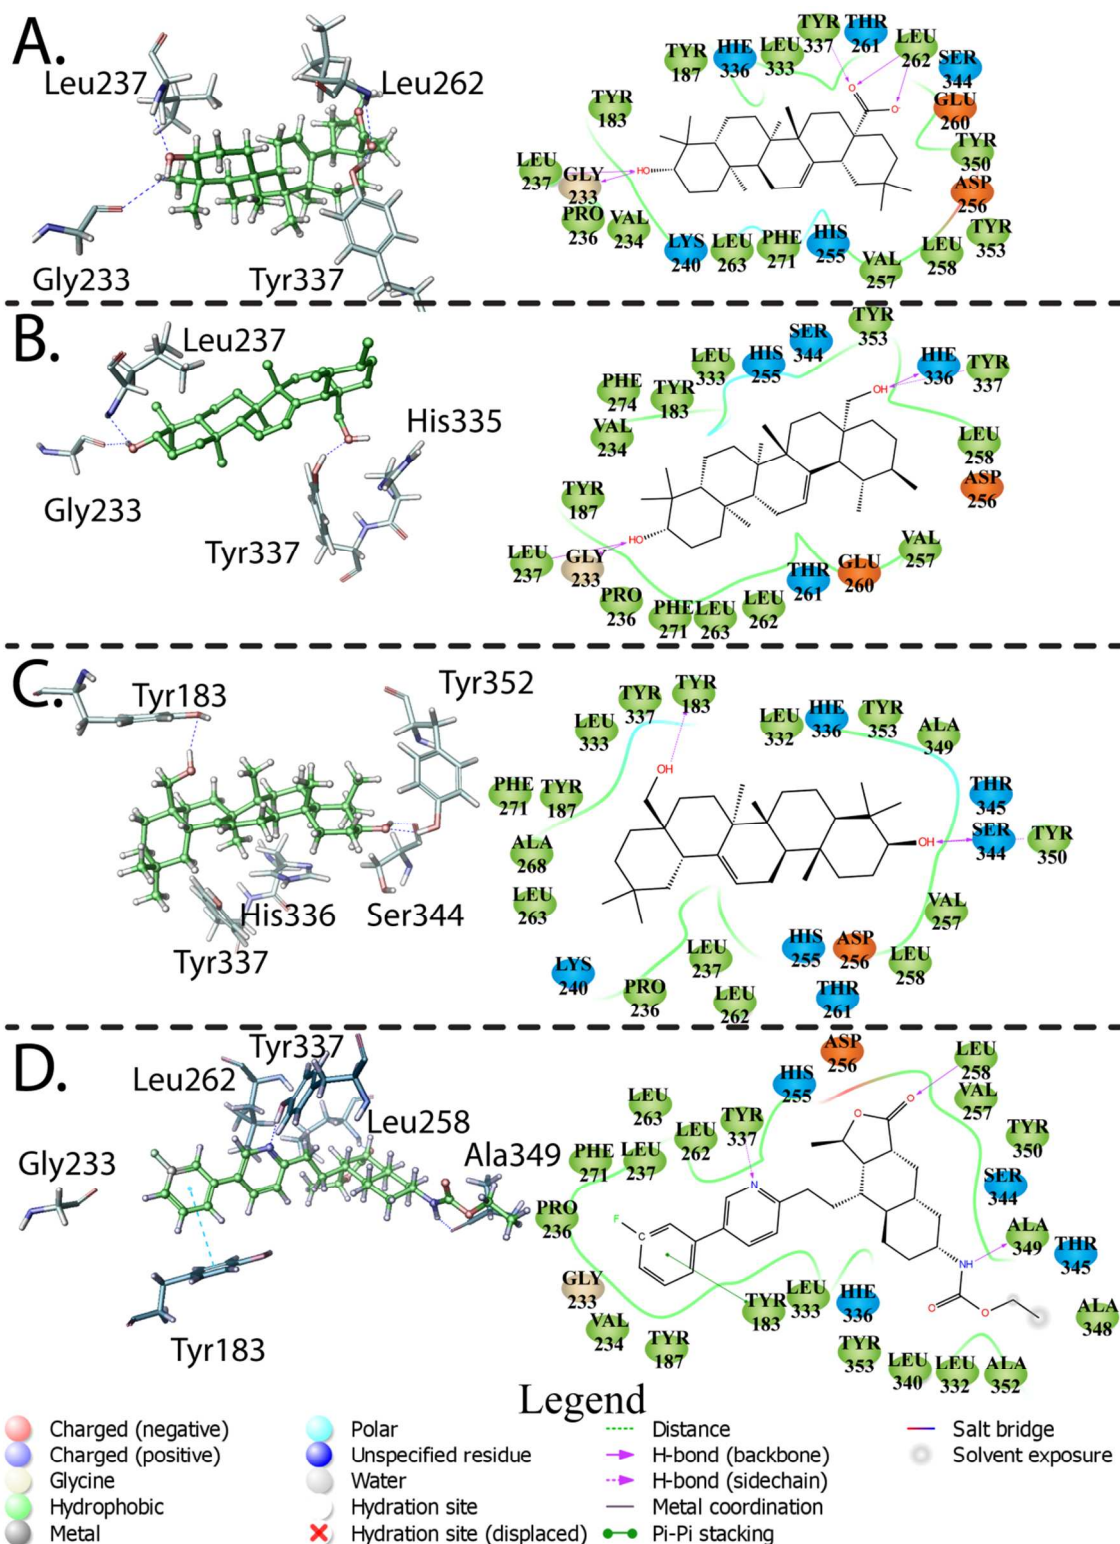 A.
Leu237
Leu262
Gly233
Tyr337
TYR 187
HIE 336
LEU 333
TYR 337
THR 261
LEU 262
SER 344
GLU 260
TYR 350
ASP 256
TYR 353
LEU 258
VAL 257
HIS 255
PHE 271
LEU 263
LYS 240
VAL 234
PRO 236
GLY 233
LEU 237
TYR 183
HO
O
O-
B.
Leu237
His335
Gly233
Tyr337
TYR 353
SER 344
HIS 255
LEU 333
TYR 183
PHE 274
VAL 234
HIE 336
TYR 337
LEU 258
ASP 256
VAL 257
GLU 260
THR 261
LEU 262
LEU 263
PHE 271
PRO 236
GLY 233
LEU 237
TYR 187
OH
HO
C.
Tyr183
Tyr352
His336
Ser344
Tyr337
TYR 183
TYR 337
LEU 333
PHE 271
TYR 187
ALA 268
LEU 263
LYS 240
PRO 236
LEU 237
LEU 262
HIS 255
ASP 256
THR 261
LEU 258
VAL 257
LEU 332
HIE 336
TYR 353
ALA 349
THR 345
SER 344
TYR 350
OH
OH
D.
Tyr337
Leu262
Leu258
Gly233
Ala349
Tyr183
ASP 256
HIS 255
LEU 258
VAL 257
LEU 263
TYR 337
LEU 262
PHE 271
LEU 237
PRO 236
GLY 233
VAL 234
TYR 187
TYR 183
LEU 333
HIE 336
TYR 353
LEU 340
LEU 332
ALA 352
ALA 348
THR 345
ALA 349
SER 344
TYR 350
O
O
N
F
C
NH
O
O
Legend
Charged (negative)
Charged (positive)
Glycine
Hydrophobic
Metal
Polar
Unspecified residue
Water
Hydration site
Hydration site (displaced)
Distance
H-bond (backbone)
H-bond (sidechain)
Metal coordination
Pi-Pi stacking
Salt bridge
Solvent exposure